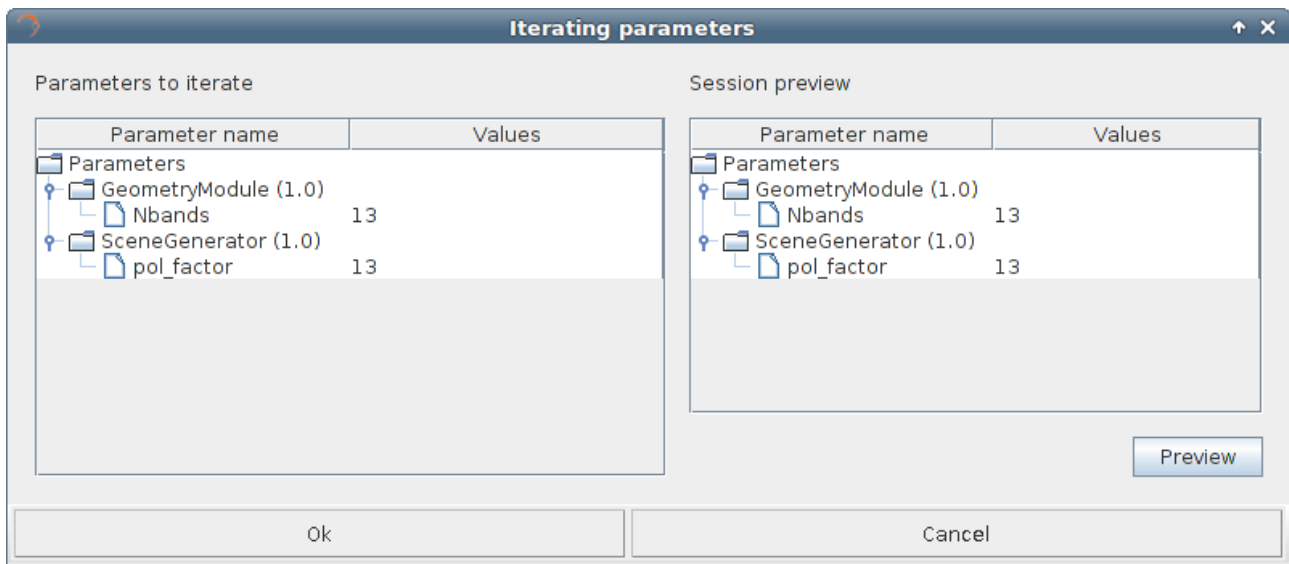 Iterating parameters
Parameters to iterate
Parameter name Values
Parameters
GeometryModule (1.0)
Nbands 13
SceneGenerator (1.0)
pol_factor 13
Session preview
Parameter name Values
Parameters
GeometryModule (1.0)
Nbands 13
SceneGenerator (1.0)
pol_factor 13
Preview
Ok Cancel